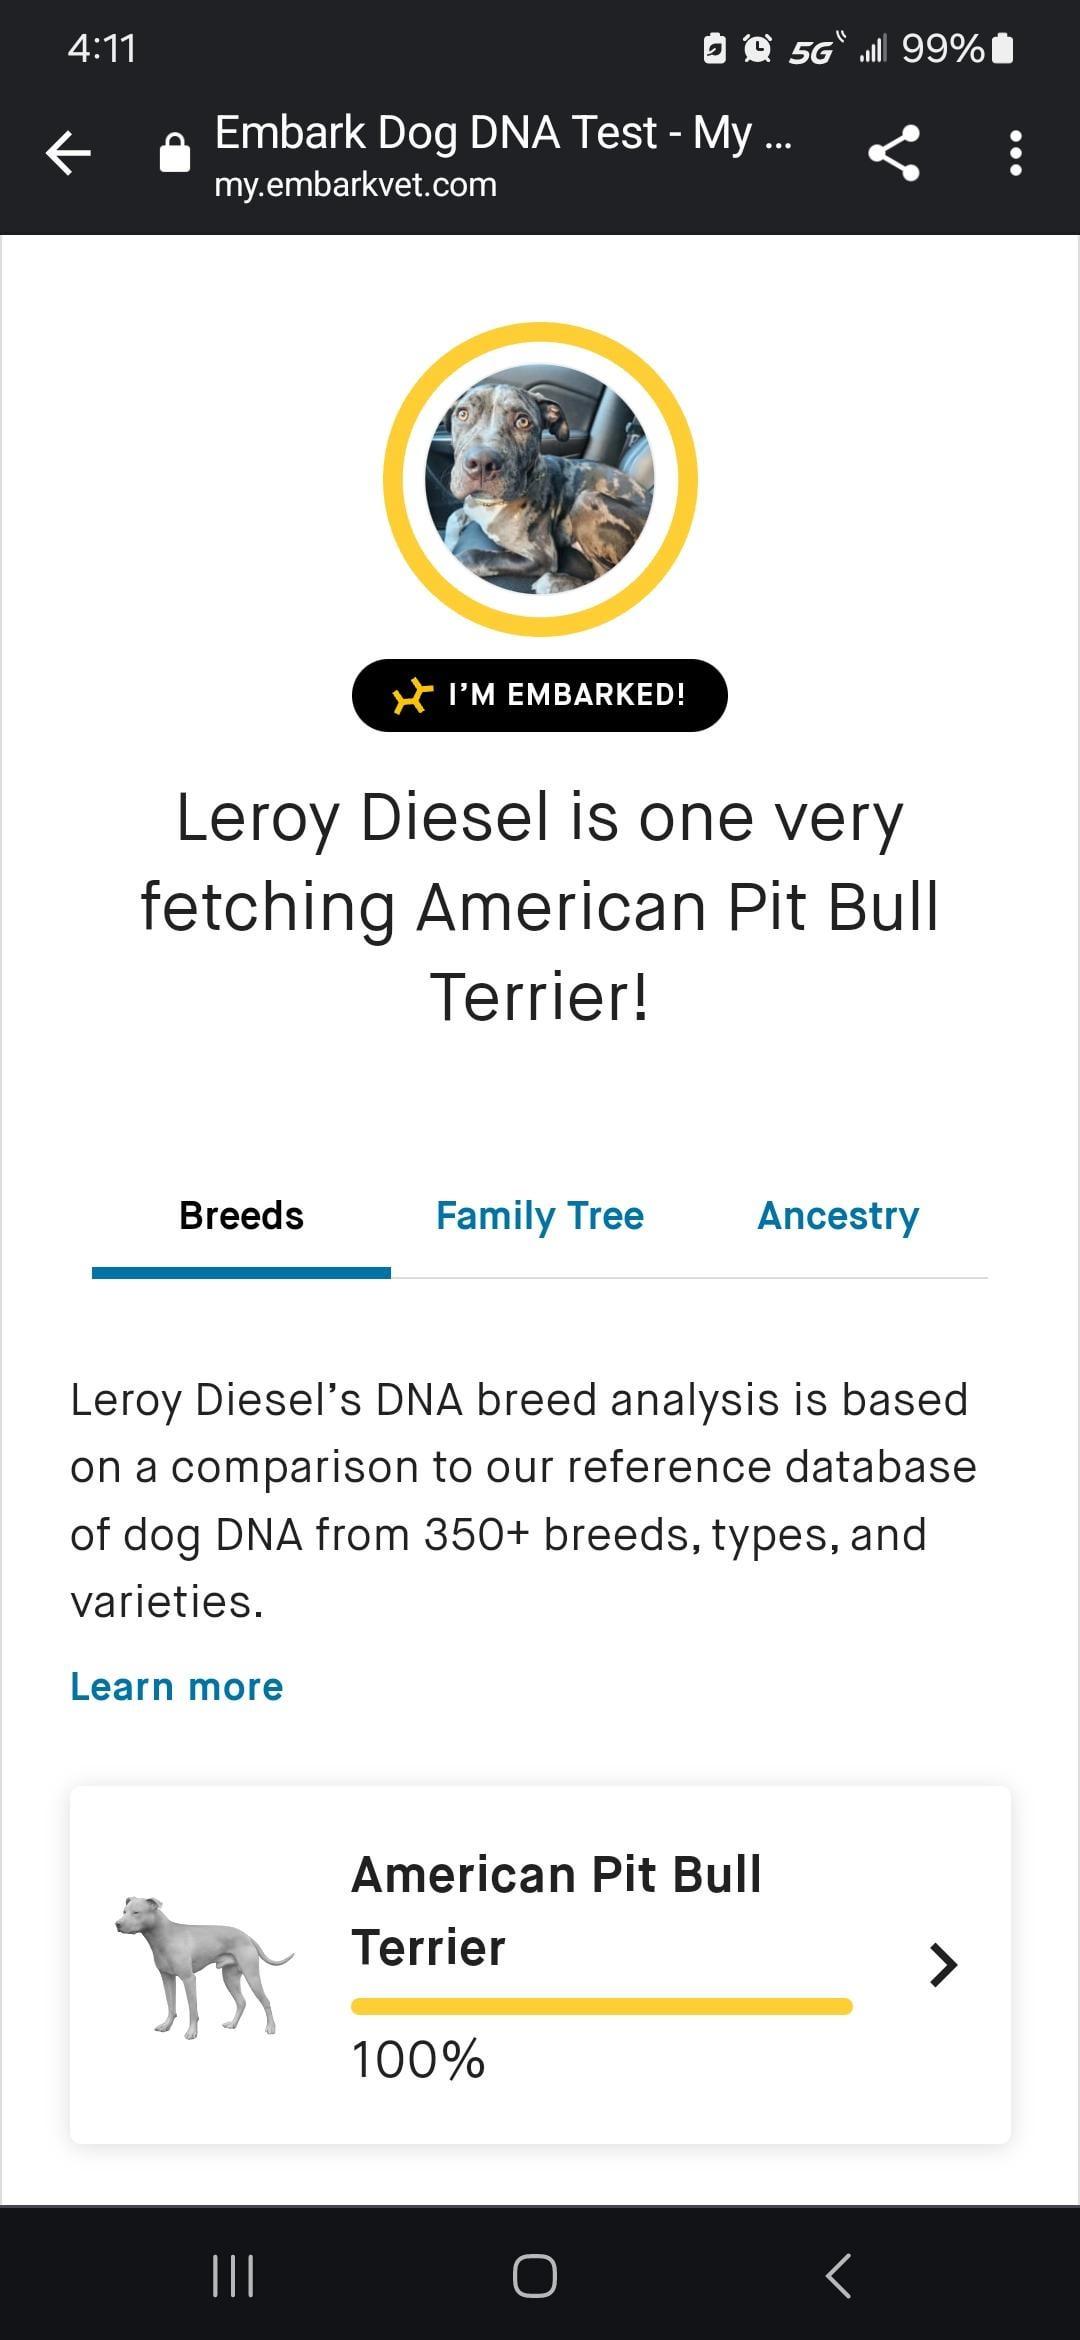 4:11
5G 99%
Embark Dog DNA Test - My ...
my.embarkvet.com
I’M EMBARKED!
Leroy Diesel is one very
fetching American Pit Bull
Terrier!
Breeds Family Tree Ancestry
Leroy Diesel’s DNA breed analysis is based
on a comparison to our reference database
of dog DNA from 350+ breeds, types, and
varieties.
Learn more
American Pit Bull
Terrier
100%